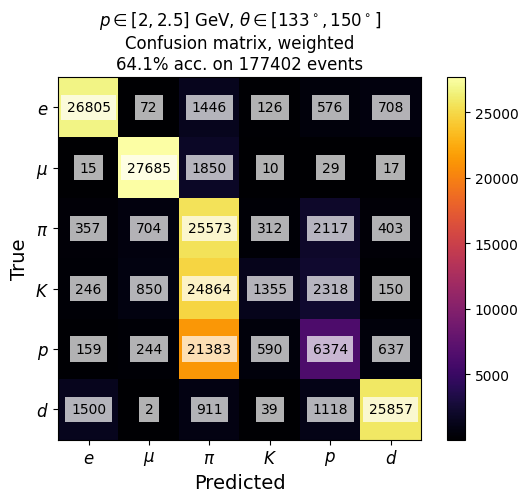 p ∈ [2, 2.5] GeV, θ ∈ [133°, 150°]
Confusion matrix, weighted
64.1% acc. on 177402 events
e 26805 72 1446 126 576 708
μ 15 27685 1850 10 29 17
π 357 704 25573 312 2117 403
K 246 850 24864 1355 2318 150
p 159 244 21383 590 6374 637
d 1500 2 911 39 1118 25857
e μ π K p d
True
Predicted
25000
20000
15000
10000
5000